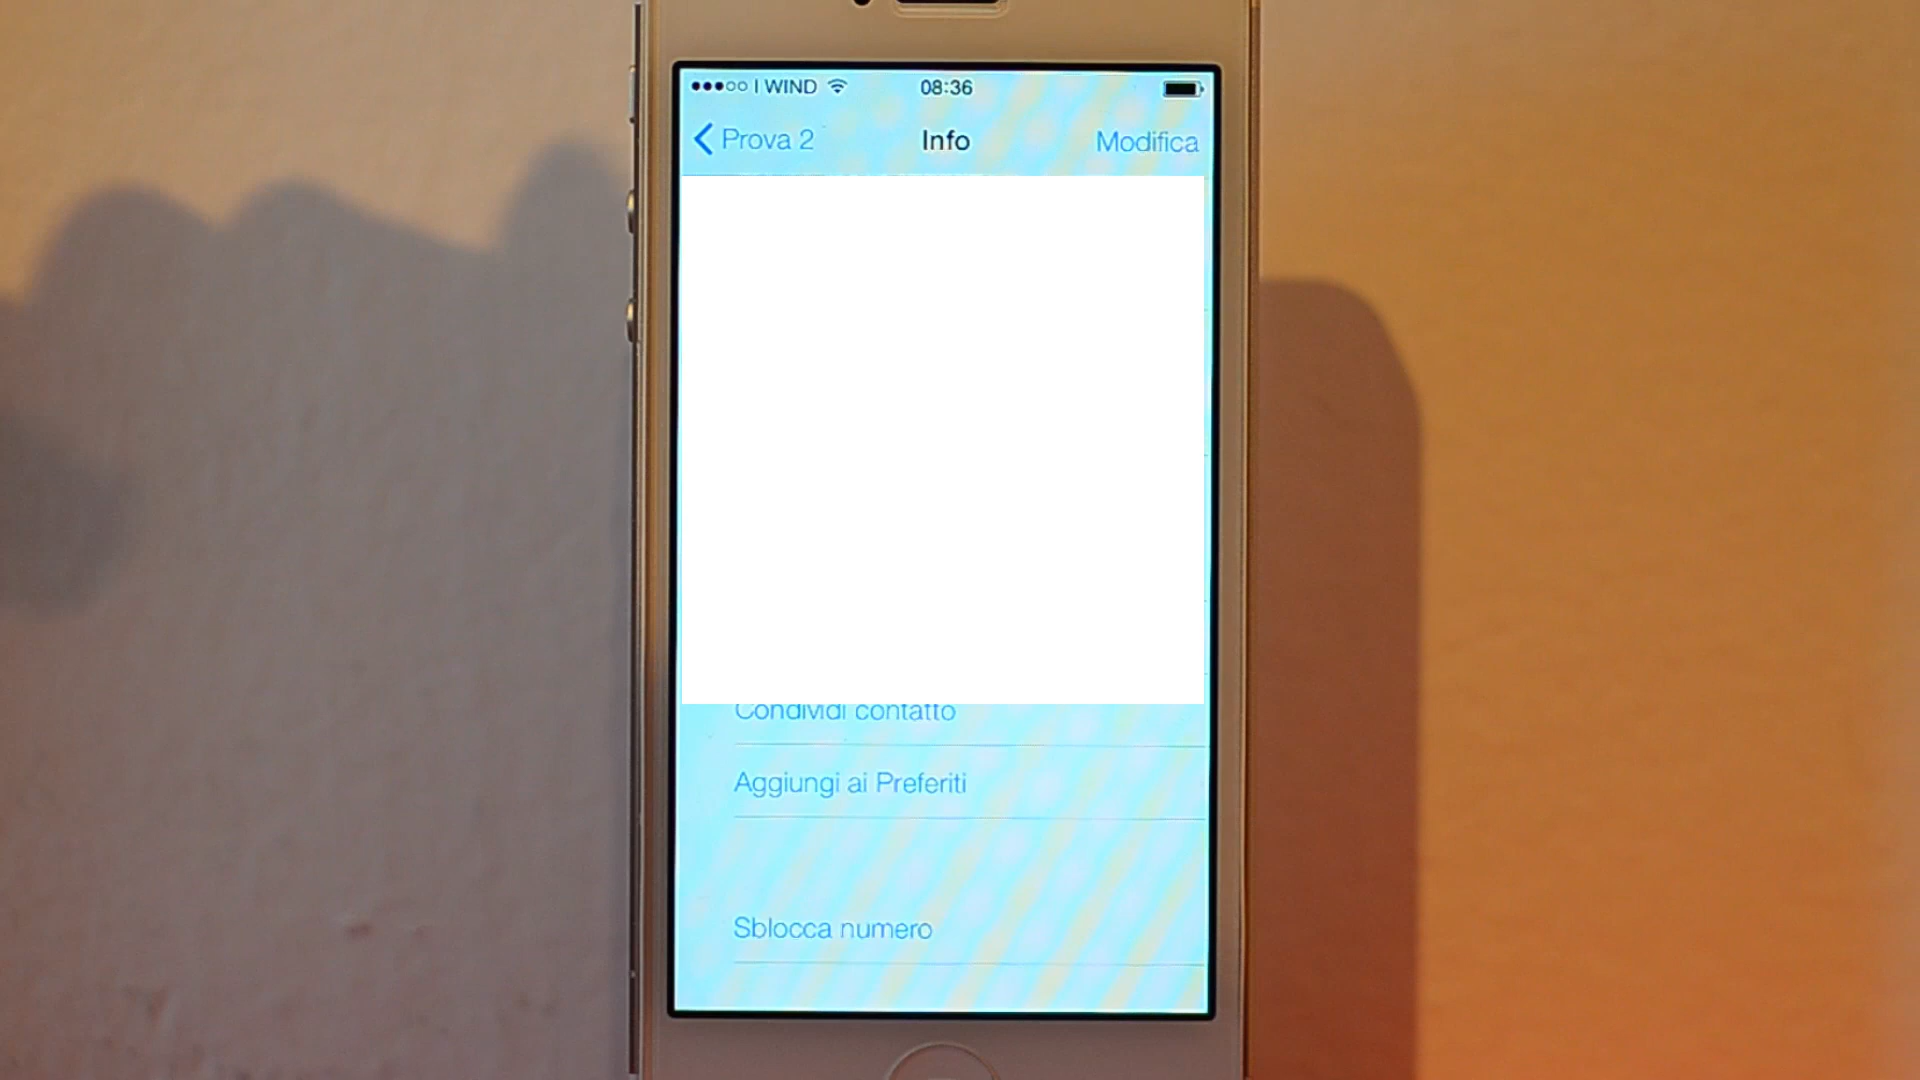 I WIND 08:36
Prova 2 Info Modifica
Condividi contatto
Aggiungi ai Preferiti
Sblocca numero